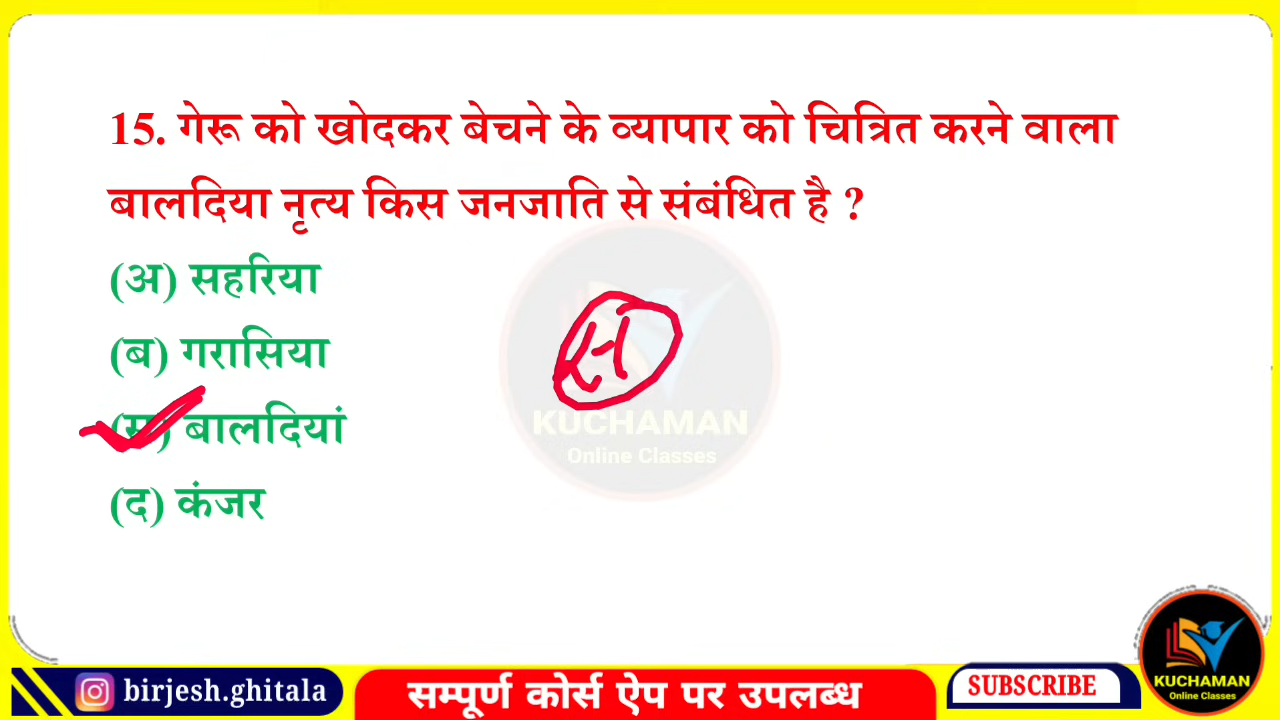 15. गेरू को खोदकर बेचने के व्यापार को चित्रित करने वाला
बालदिया नृत्य किस जनजाति से संबंधित है ?
(अ) सहरिया
(ब) गरासिया
(स) बालदियां
(द) कंजर
स
KUCHAMAN
Online Classes
birjesh.ghitala
सम्पूर्ण कोर्स ऐप पर उपलब्ध
SUBSCRIBE
KUCHAMAN
Online Classes